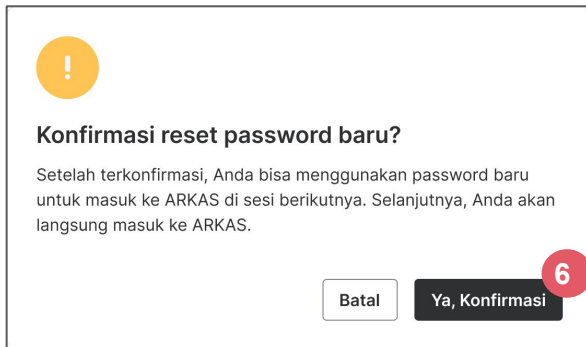 !
Konfirmasi reset password baru?
Setelah terkonfirmasi, Anda bisa menggunakan password baru
untuk masuk ke ARKAS di sesi berikutnya. Selanjutnya, Anda akan
langsung masuk ke ARKAS.
6
Batal Ya, Konfirmasi